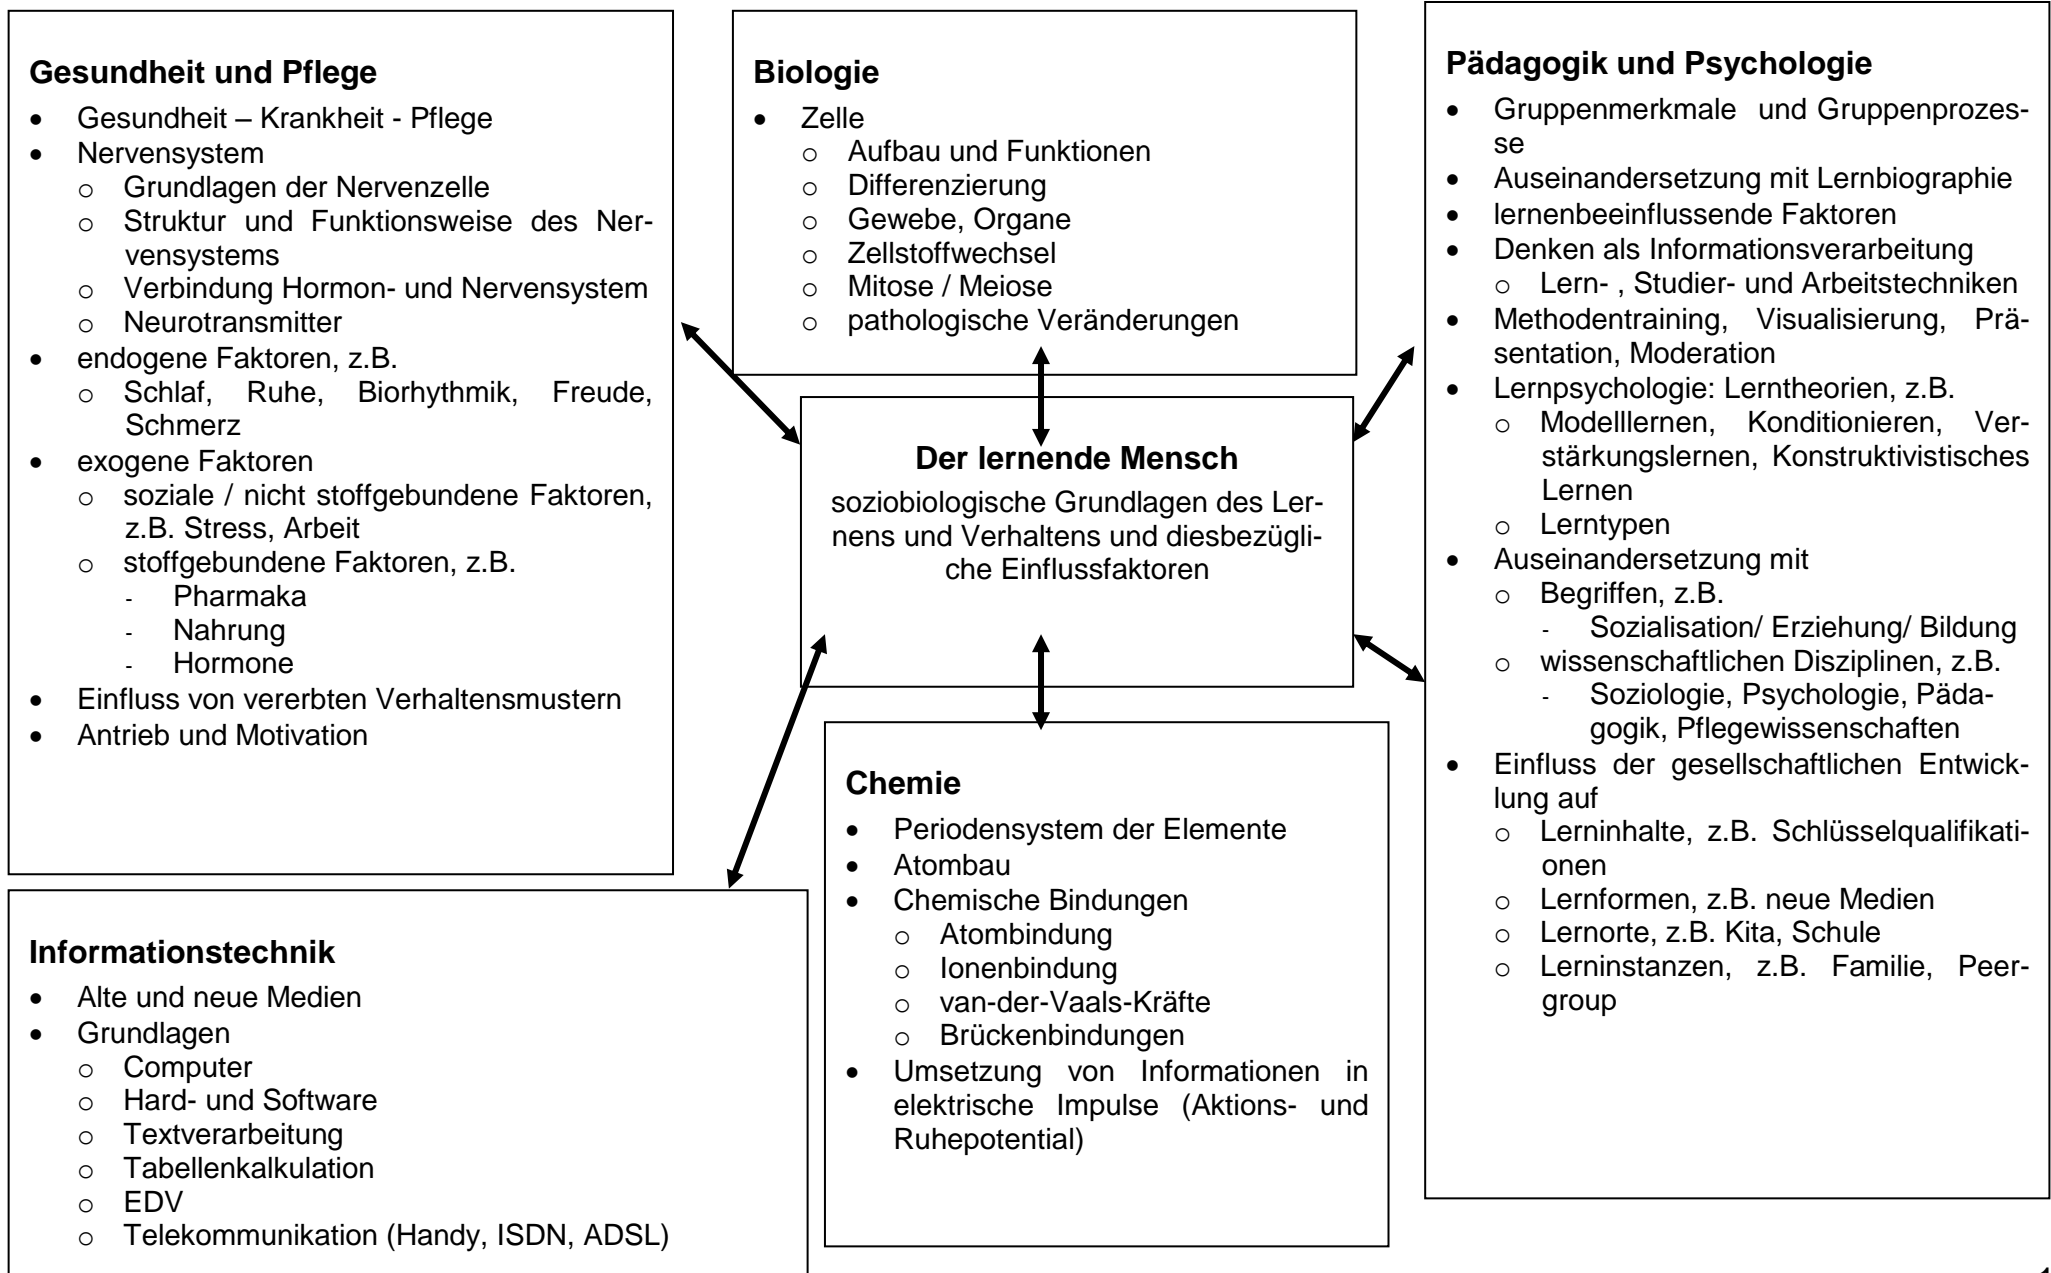 Gesundheit und Pflege
• Gesundheit – Krankheit - Pflege
• Nervensystem
o Grundlagen der Nervenzelle
o Struktur und Funktionsweise des Ner-
vensystems
o Verbindung Hormon- und Nervensystem
o Neurotransmitter
• endogene Faktoren, z.B.
o Schlaf, Ruhe, Biorhythmik, Freude,
Schmerz
• exogene Faktoren
o soziale / nicht stoffgebundene Faktoren,
z.B. Stress, Arbeit
o stoffgebundene Faktoren, z.B.
- Pharmaka
- Nahrung
- Hormone
• Einfluss von vererbten Verhaltensmustern
• Antrieb und Motivation
Biologie
• Zelle
o Aufbau und Funktionen
o Differenzierung
o Gewebe, Organe
o Zellstoffwechsel
o Mitose / Meiose
o pathologische Veränderungen
Pädagogik und Psychologie
• Gruppenmerkmale und Gruppenprozes-
se
• Auseinandersetzung mit Lernbiographie
• lernenbeeinflussende Faktoren
• Denken als Informationsverarbeitung
o Lern- , Studier- und Arbeitstechniken
• Methodentraining, Visualisierung, Prä-
sentation, Moderation
• Lernpsychologie: Lerntheorien, z.B.
o Modelllernen, Konditionieren, Ver-
stärkungslernen, Konstruktivistisches
Lernen
o Lerntypen
• Auseinandersetzung mit
o Begriffen, z.B.
- Sozialisation/ Erziehung/ Bildung
o wissenschaftlichen Disziplinen, z.B.
- Soziologie, Psychologie, Päda-
gogik, Pflegewissenschaften
• Einfluss der gesellschaftlichen Entwick-
lung auf
o Lerninhalte, z.B. Schlüsselqualifikati-
onen
o Lernformen, z.B. neue Medien
o Lernorte, z.B. Kita, Schule
o Lerninstanzen, z.B. Familie, Peer-
group
Der lernende Mensch
soziobiologische Grundlagen des Ler-
nens und Verhaltens und diesbezügli-
che Einflussfaktoren
Informationstechnik
• Alte und neue Medien
• Grundlagen
o Computer
o Hard- und Software
o Textverarbeitung
o Tabellenkalkulation
o EDV
o Telekommunikation (Handy, ISDN, ADSL)
Chemie
• Periodensystem der Elemente
• Atombau
• Chemische Bindungen
o Atombindung
o Ionenbindung
o van-der-Vaals-Kräfte
o Brückenbindungen
• Umsetzung von Informationen in
elektrische Impulse (Aktions- und
Ruhepotential)